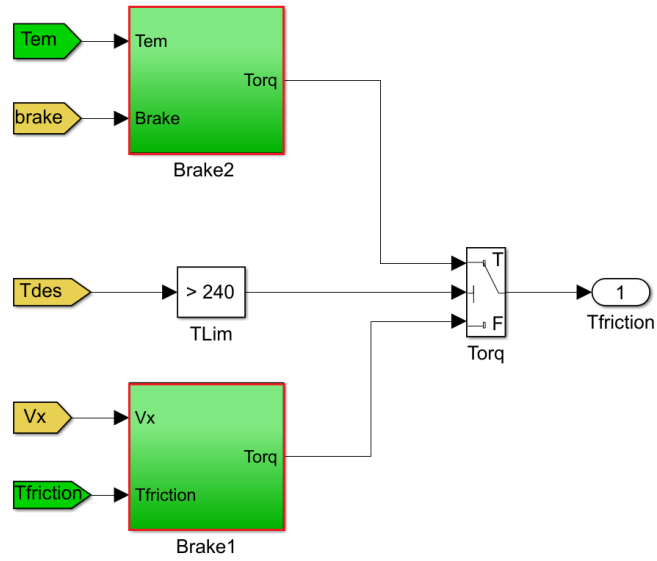 Tem
Tem
Torq
brake
Brake
Brake2
Tdes
> 240
TLim
T
F
Torq
1
Tfriction
Vx
Vx
Torq
Tfriction
Tfriction
Brake1